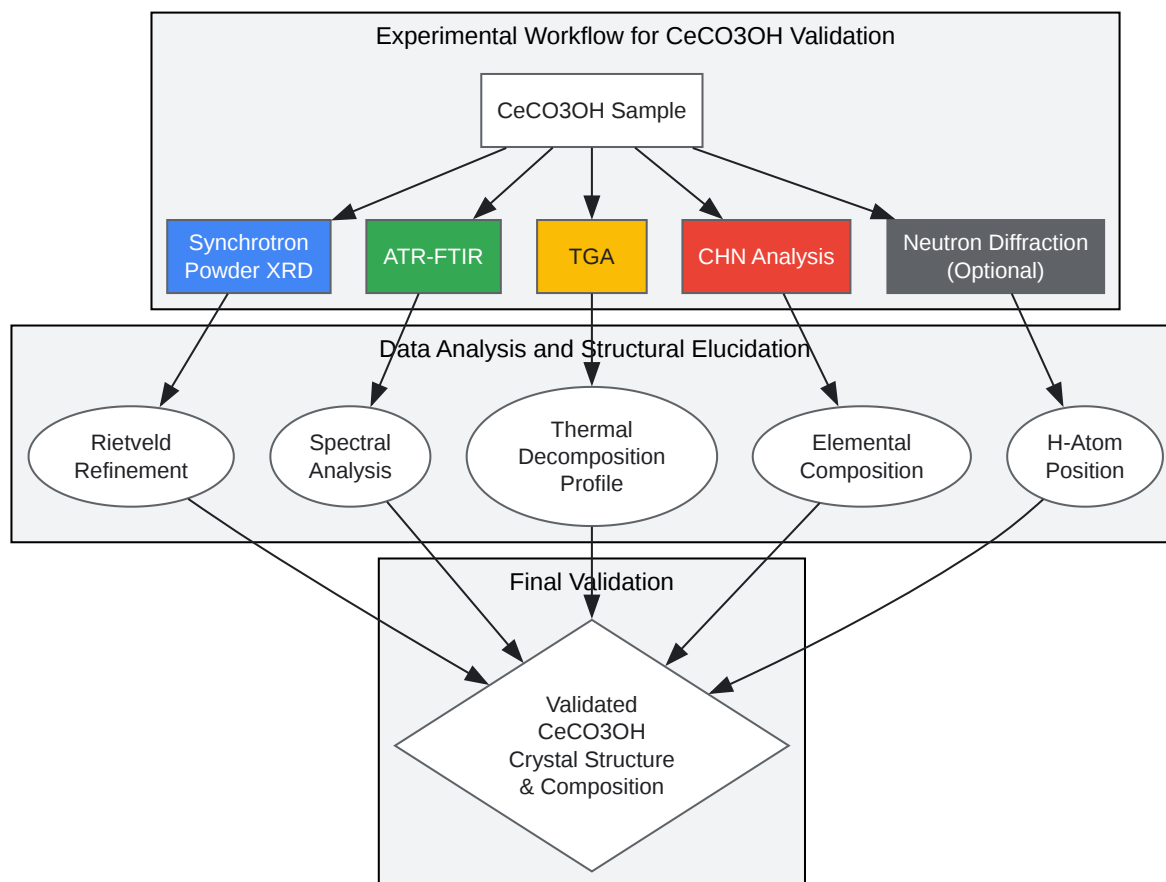 Experimental Workflow for CeCO3OH Validation
CeCO3OH Sample
Synchrotron
Powder XRD
ATR-FTIR
TGA
CHN Analysis
Neutron Diffraction
(Optional)
Data Analysis and Structural Elucidation
Rietveld
Refinement
Spectral
Analysis
Thermal
Decomposition
Profile
Elemental
Composition
H-Atom
Position
Final Validation
Validated
CeCO3OH
Crystal Structure
& Composition